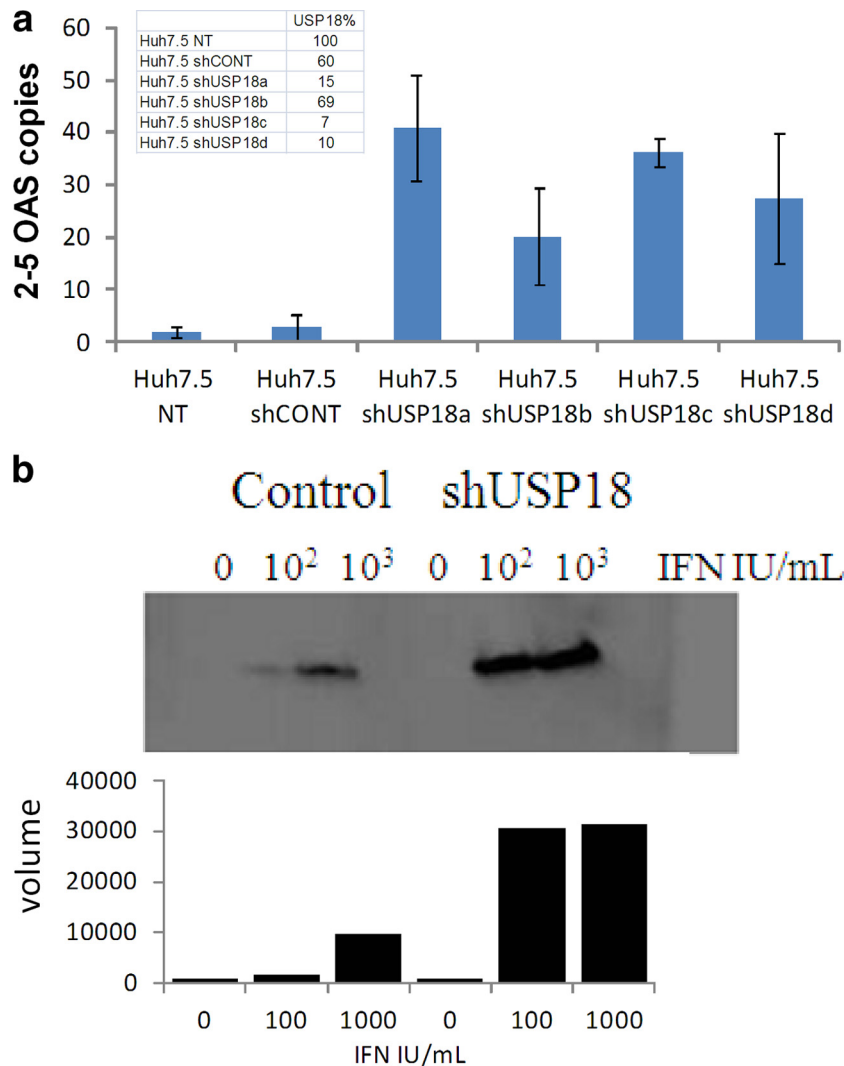 a
USP18%
Huh7.5 NT 100
Huh7.5 shCONT 60
Huh7.5 shUSP18a 15
Huh7.5 shUSP18b 69
Huh7.5 shUSP18c 7
Huh7.5 shUSP18d 10
2-5 OAS copies
60
50
40
30
20
10
0
Huh7.5 Huh7.5 Huh7.5 Huh7.5 Huh7.5 Huh7.5
NT shCONT shUSP18a shUSP18b shUSP18c shUSP18d
b
Control shUSP18
0 10² 10³ 0 10² 10³ IFN IU/mL
volume
40000
30000
20000
10000
0
0 100 1000 0 100 1000
IFN IU/mL